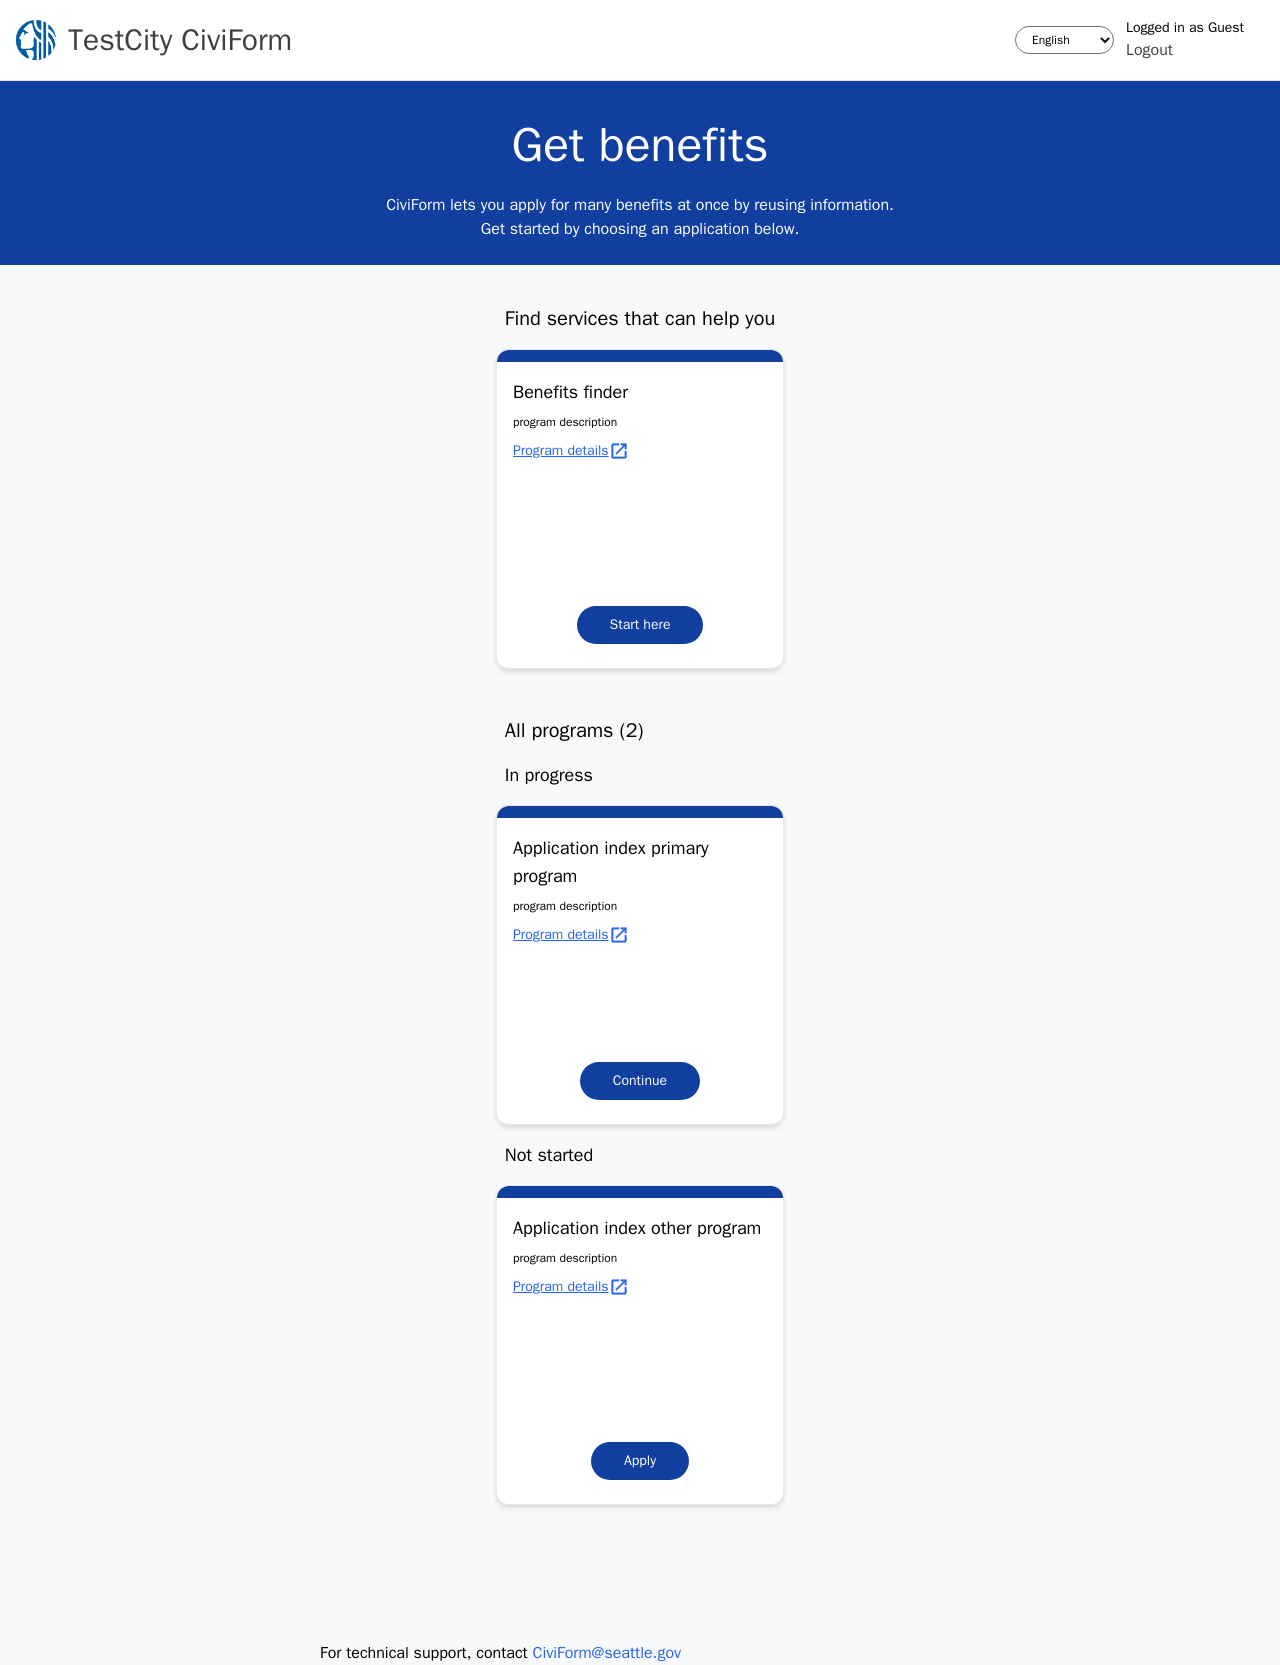 TestCity CiviForm
English
Logged in as Guest
Logout
Get benefits
CiviForm lets you apply for many benefits at once by reusing information.
Get started by choosing an application below.
Find services that can help you
Benefits finder
program description
Program details
Start here
All programs (2)
In progress
Application index primary
program
program description
Program details
Continue
Not started
Application index other program
program description
Program details
Apply
For technical support, contact CiviForm@seattle.gov